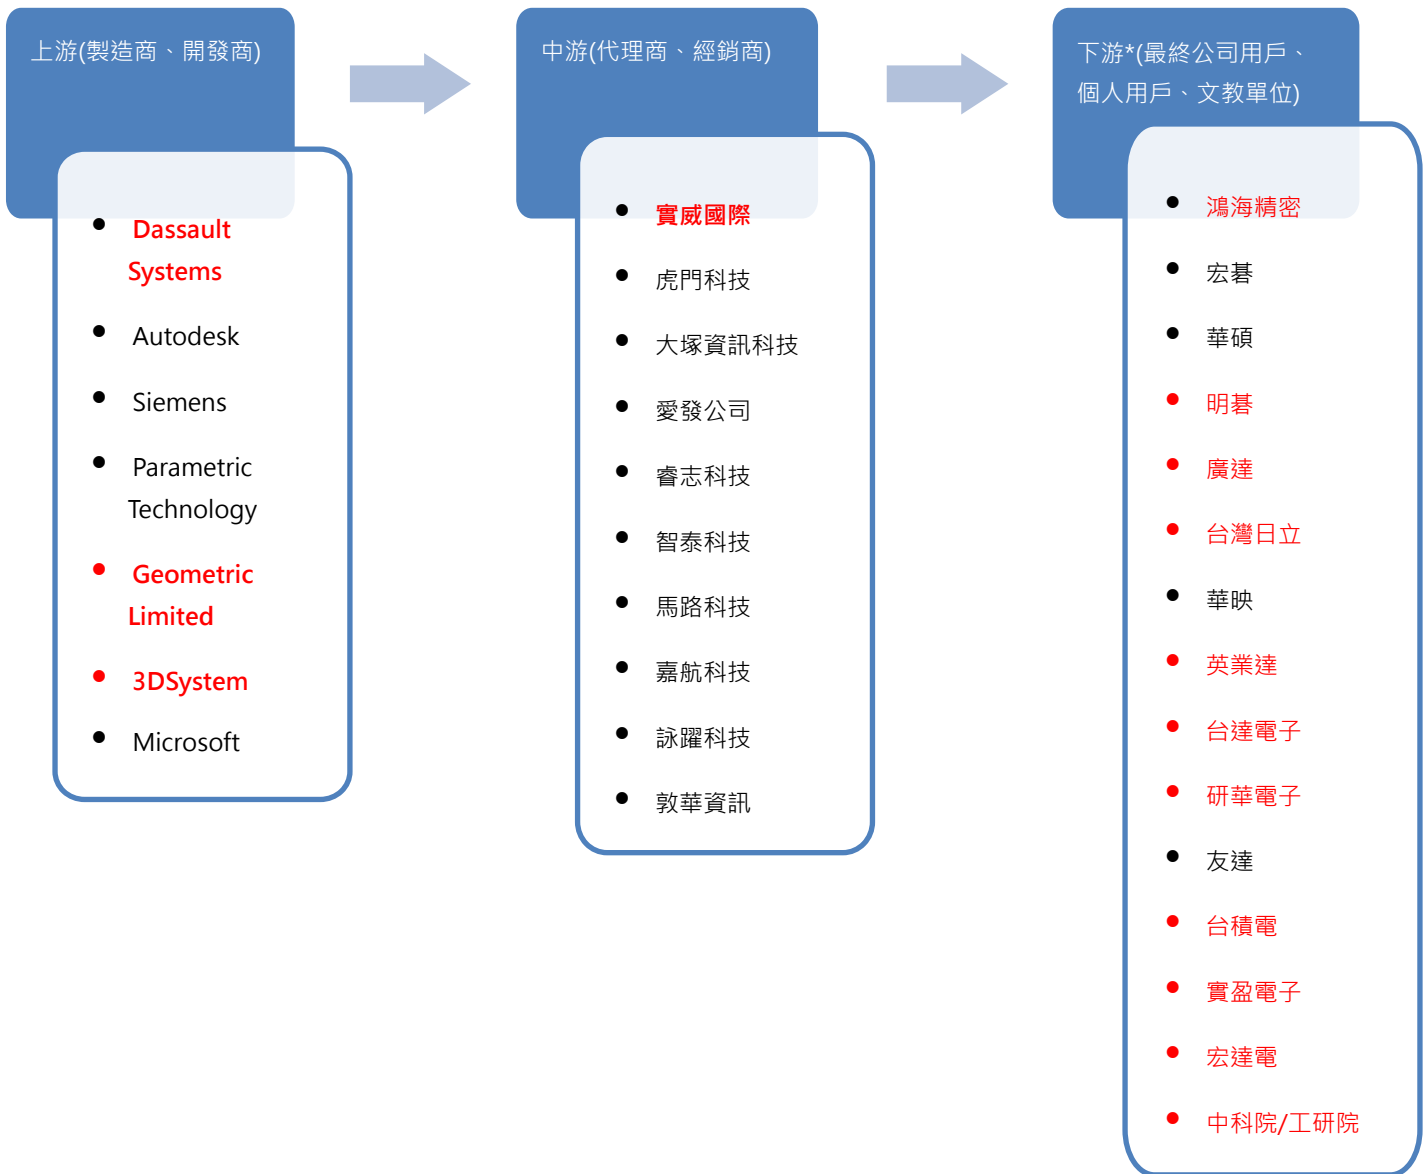 上游(製造商、開發商)
• Dassault
Systems
• Autodesk
• Siemens
• Parametric
Technology
• Geometric
Limited
• 3DSystem
• Microsoft
中游(代理商、經銷商)
• 實威國際
• 虎門科技
• 大塚資訊科技
• 愛發公司
• 睿志科技
• 智泰科技
• 馬路科技
• 嘉航科技
• 詠躍科技
• 敦華資訊
下游*(最終公司用戶、
個人用戶、文教單位)
• 鴻海精密
• 宏碁
• 華碩
• 明碁
• 廣達
• 台灣日立
• 華映
• 英業達
• 台達電子
• 研華電子
• 友達
• 台積電
• 實盈電子
• 宏達電
• 中科院/工研院